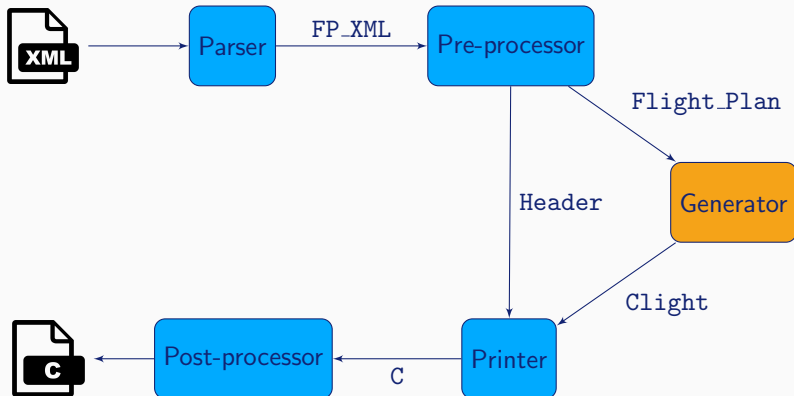 XML
Parser
FP_XML
Pre-processor
Flight_Plan
Header
Generator
Clight
C
Post-processor
C
Printer